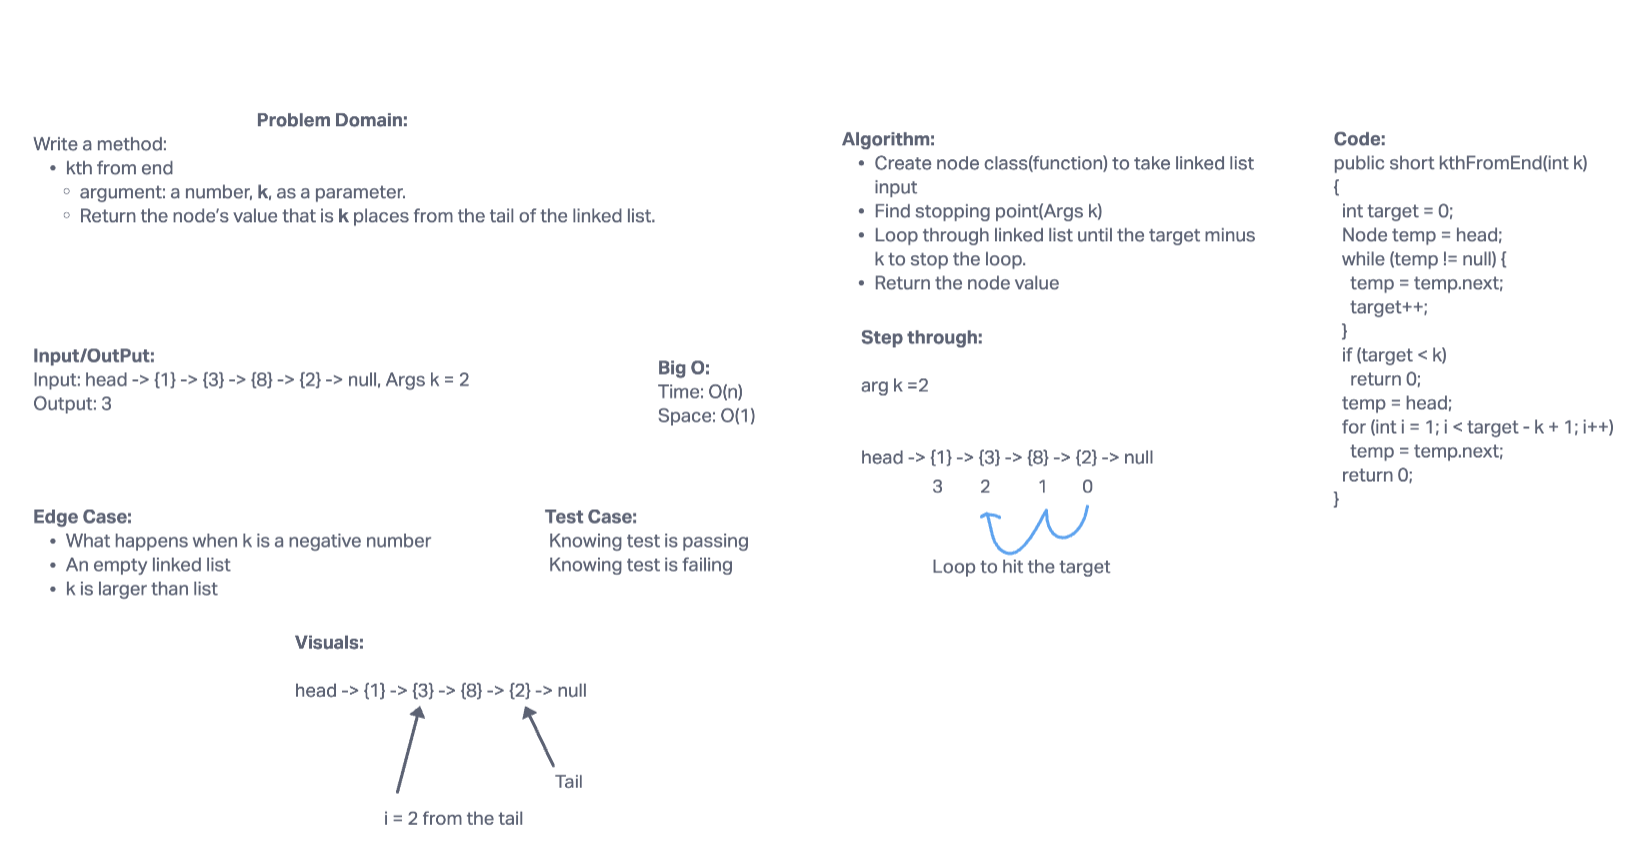 Problem Domain:
Write a method:
• kth from end
◦ argument: a number, k, as a parameter.
◦ Return the node's value that is k places from the tail of the linked list.
Input/OutPut:
Input: head -> {1} -> {3} -> {8} -> {2} -> null, Args k = 2
Output: 3
Big O:
Time: O(n)
Space: O(1)
Edge Case:
• What happens when k is a negative number
• An empty linked list
• k is larger than list
Test Case:
Knowing test is passing
Knowing test is failing
Visuals:
head -> {1} -> {3} -> {8} -> {2} -> null
Tail
i = 2 from the tail
Algorithm:
• Create node class(function) to take linked list
input
• Find stopping point(Args k)
• Loop through linked list until the target minus
k to stop the loop.
• Return the node value
Step through:
arg k =2
head -> {1} -> {3} -> {8} -> {2} -> null
3 2 1 0
Loop to hit the target
Code:
public short kthFromEnd(int k)
{
int target = 0;
Node temp = head;
while (temp != null) {
temp = temp.next;
target++;
}
if (target < k)
return 0;
temp = head;
for (int i = 1; i < target - k + 1; i++)
temp = temp.next;
return 0;
}